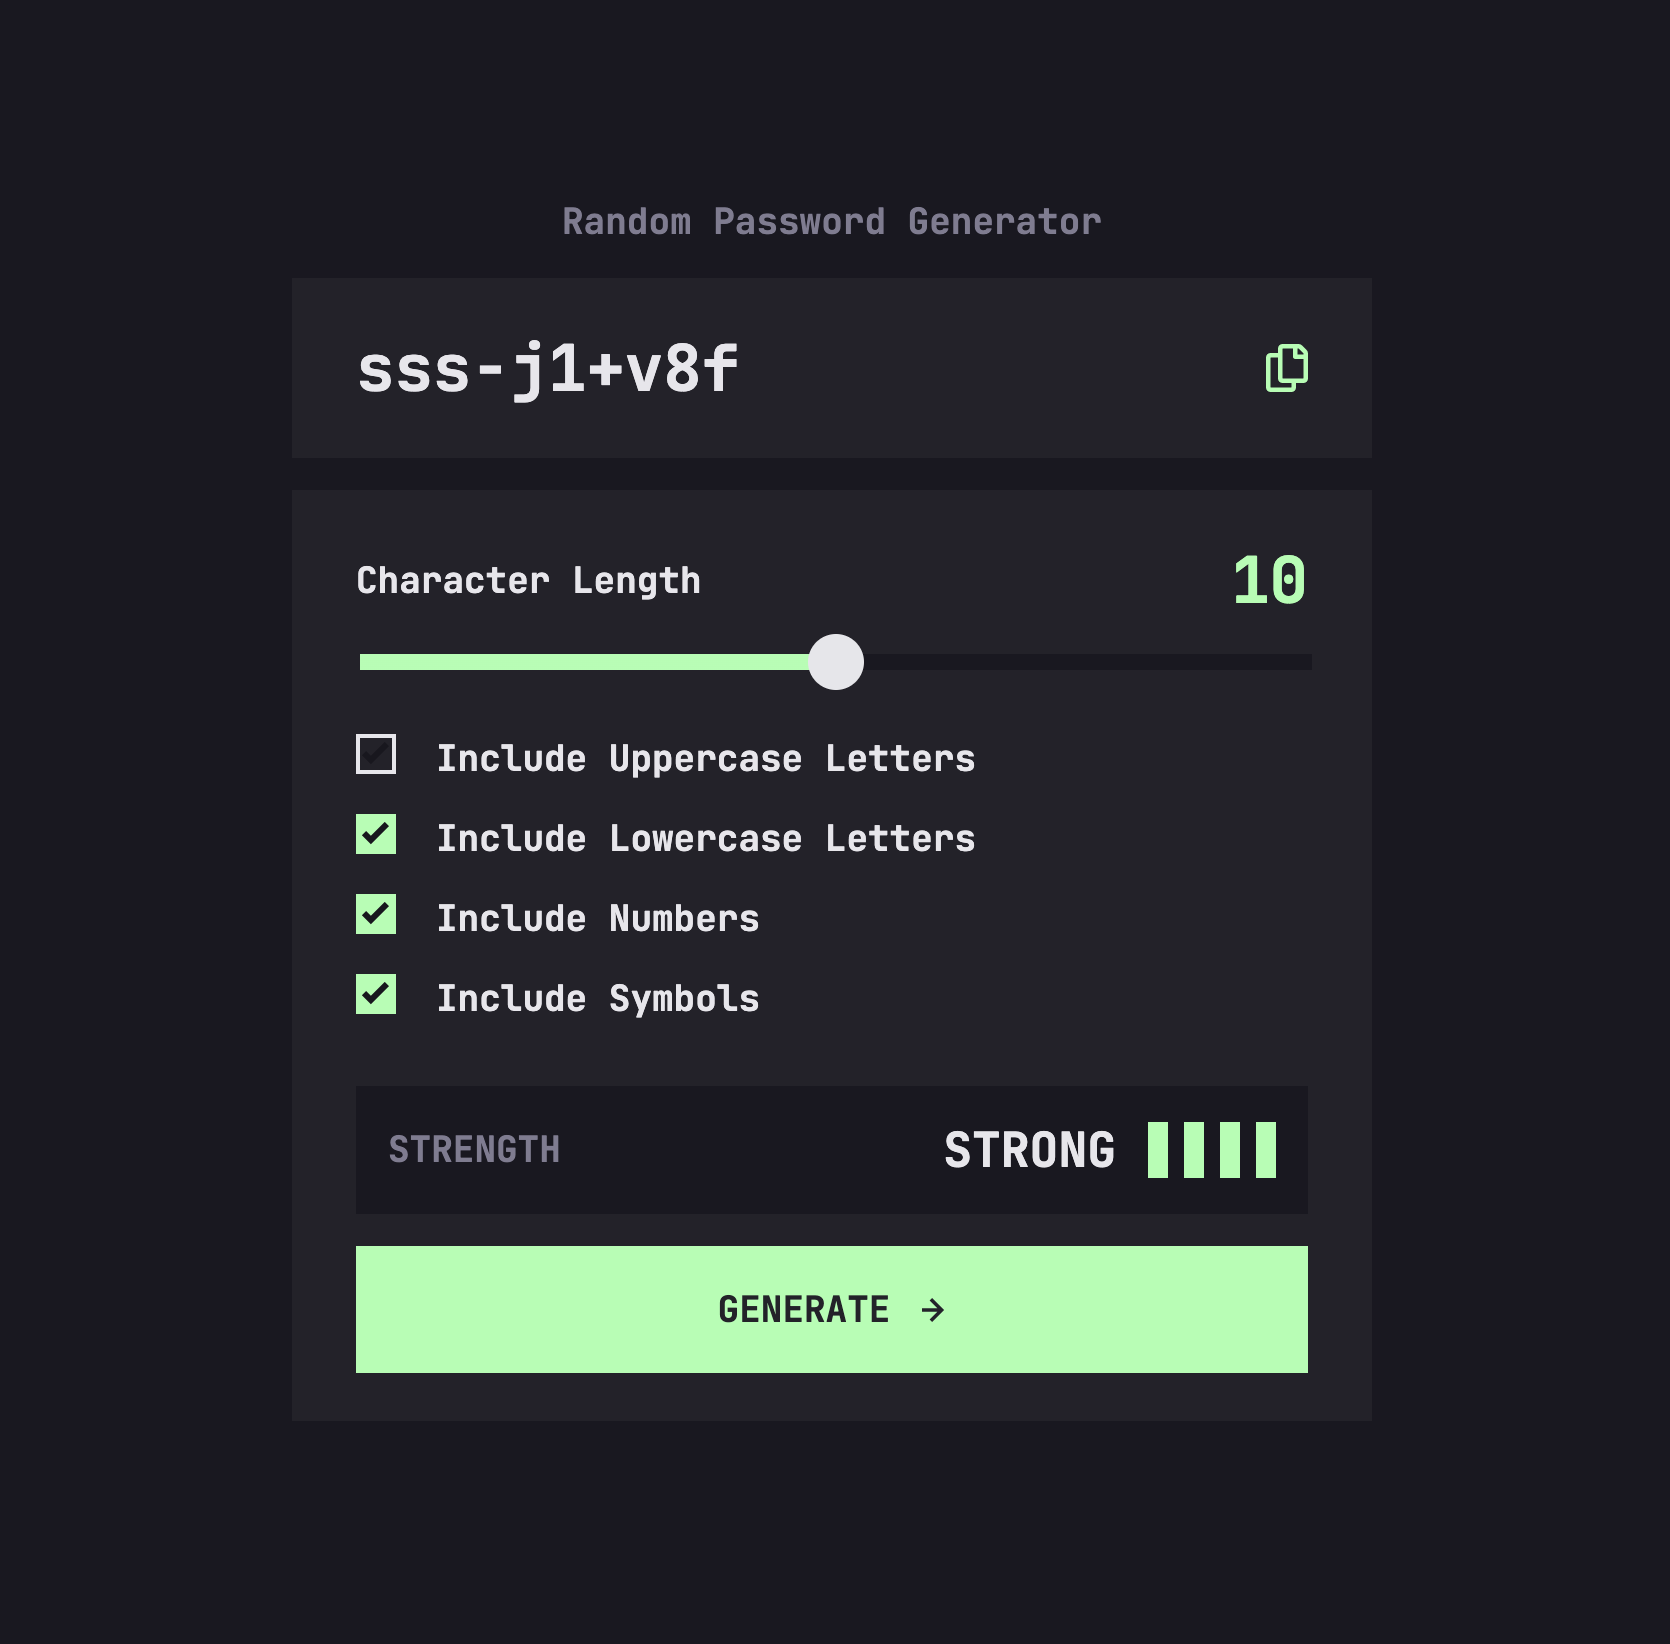 Random Password Generator
sss-j1+v8f
Character Length 10
Include Uppercase Letters
Include Lowercase Letters
Include Numbers
Include Symbols
STRENGTH STRONG
GENERATE →